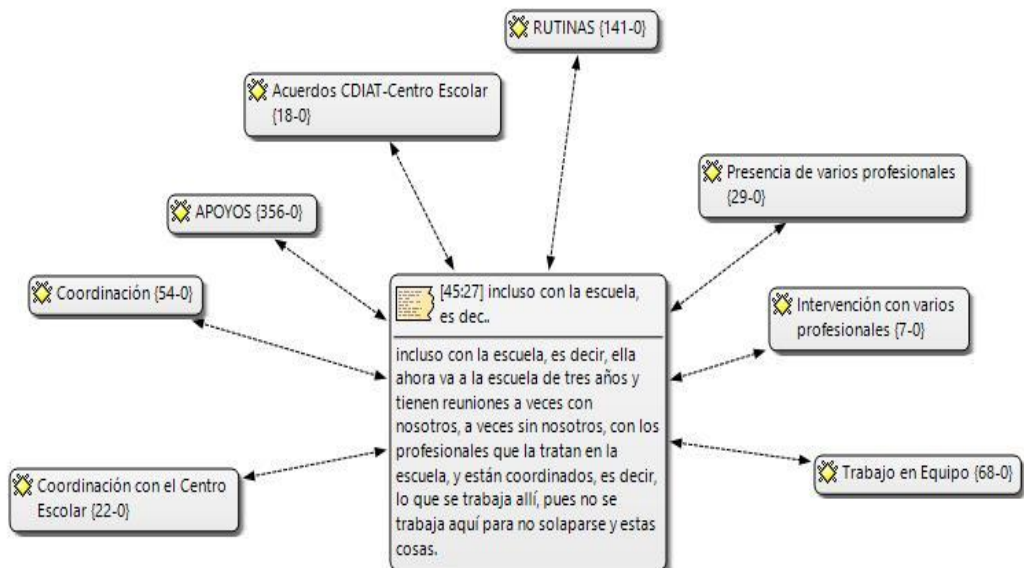 RUTINAS {141-0}
Acuerdos CDIAT-Centro Escolar
{18-0}
Presencia de varios profesionales
{29-0}
APOYOS {356-0}
Coordinación {54-0}
[45:27] incluso con la escuela,
es dec..
Intervención con varios
profesionales {7-0}
incluso con la escuela, es decir, ella
ahora va a la escuela de tres años y
tienen reuniones a veces con
nosotros, a veces sin nosotros, con los
profesionales que la tratan en la
escuela, y están coordinados, es decir,
lo que se trabaja allí, pues no se
trabaja aquí para no solaparse y estas
cosas.
Coordinación con el Centro
Escolar {22-0}
Trabajo en Equipo {68-0}